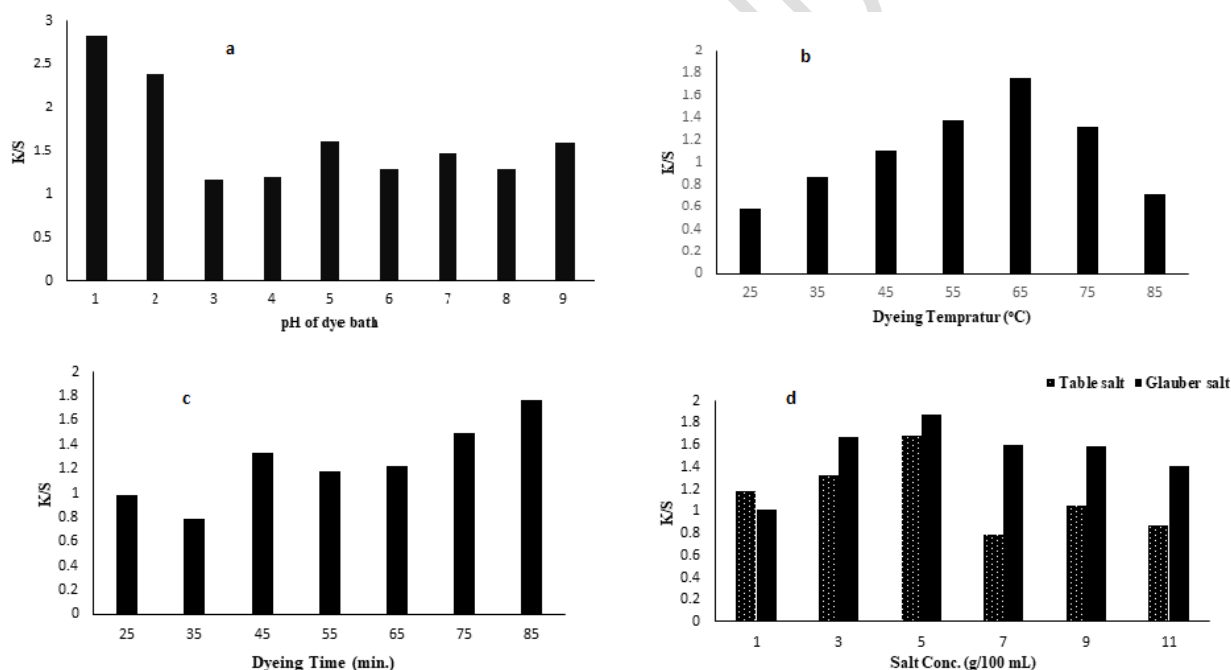 a
3
2.5
2
1.5
1
0.5
0
K/S
1 2 3 4 5 6 7 8 9
pH of dye bath
b
2
1.8
1.6
1.4
1.2
1
0.8
0.6
0.4
0.2
0
K/S
25 35 45 55 65 75 85
Dyeing Tempratur (°C)
c
2
1.8
1.6
1.4
1.2
1
0.8
0.6
0.4
0.2
0
K/S
25 35 45 55 65 75 85
Dyeing Time (min.)
Table salt Glauber salt
d
2
1.8
1.6
1.4
1.2
1
0.8
0.6
0.4
0.2
0
K/S
1 3 5 7 9 11
Salt Conc. (g/100 mL)